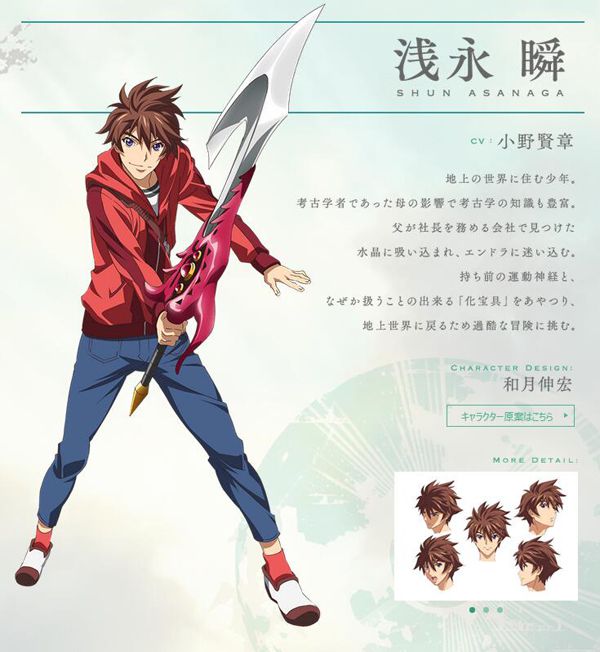 浅永 瞬
SHUN ASANAGA
CV : 小野賢章
地上の世界に住む少年。
考古学者であった母の影響で考古学の知識も豊富。
父が社長を務める会社で見つけた
水晶に吸い込まれ、エンドラに迷い込む。
持ち前の運動神経と、
なぜか扱うことの出来る「化宝具」をあやつり、
地上世界に戻るため過酷な冒険に挑む。
CHARACTER DESIGN:
和月伸宏
キャラクター原案はこちら
MORE DETAIL: